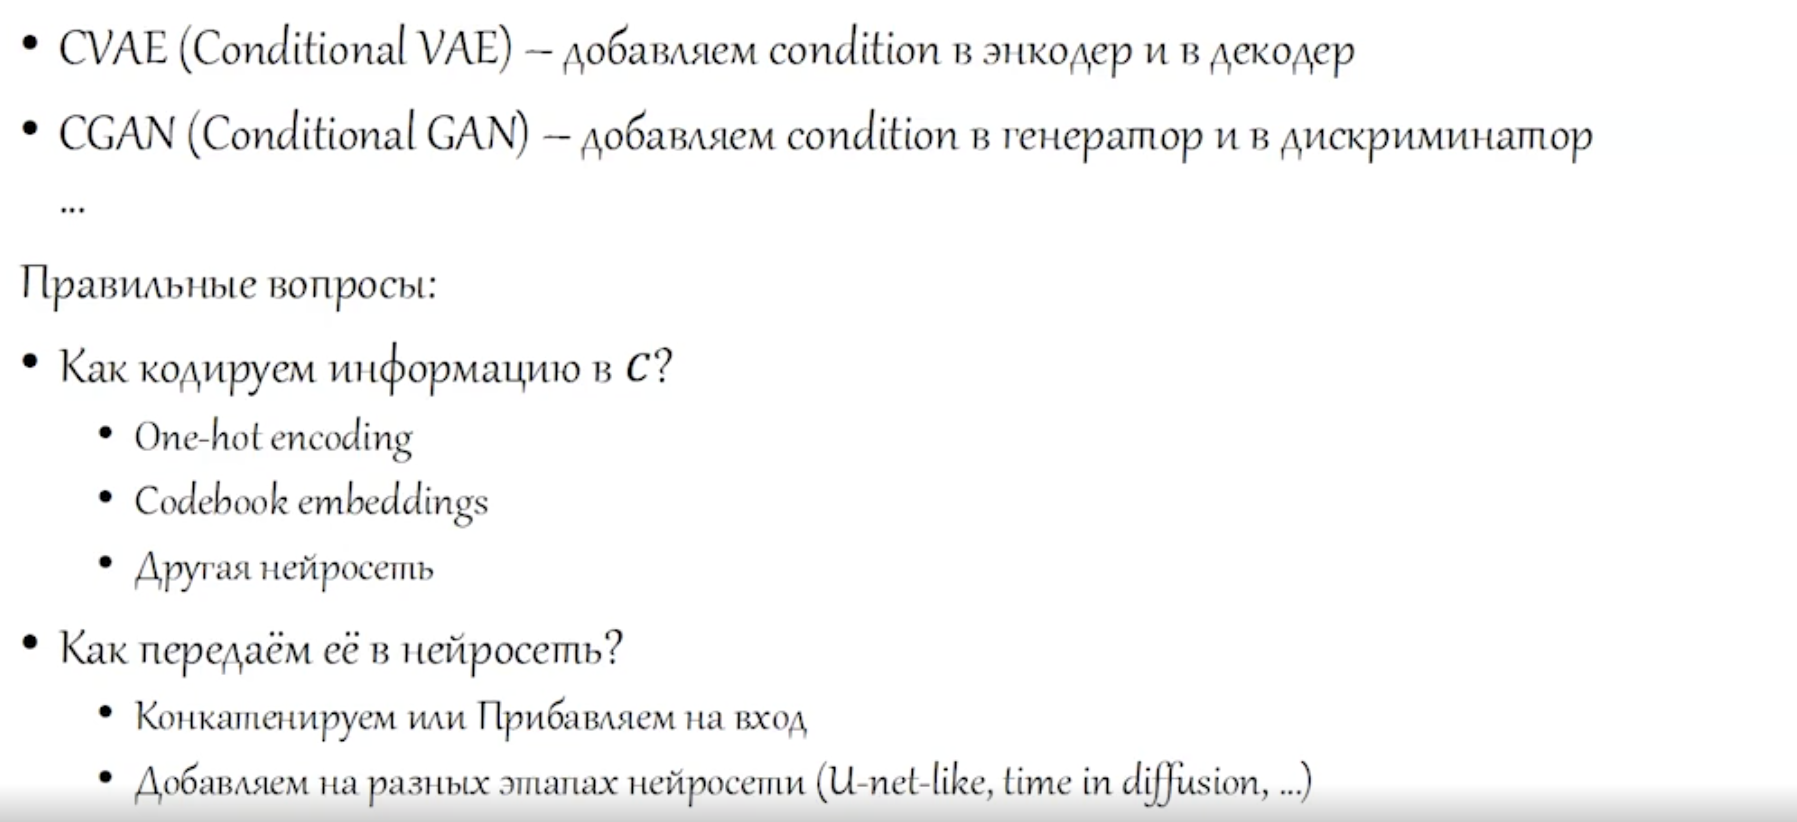 • CVAE (Conditional VAE) – добавляем condition в энкодер и в декодер
• CGAN (Conditional GAN) – добавляем condition в генератор и в дискриминатор
...
Правильные вопросы:
• Как кодируем информацию в c?
• One-hot encoding
• Codebook embeddings
• Другая нейросеть
• Как передаём её в нейросеть?
• Конкатенируем или Прибавляем на вход
• Добавляем на разных этапах нейросети (U-net-like, time in diffusion, ...)